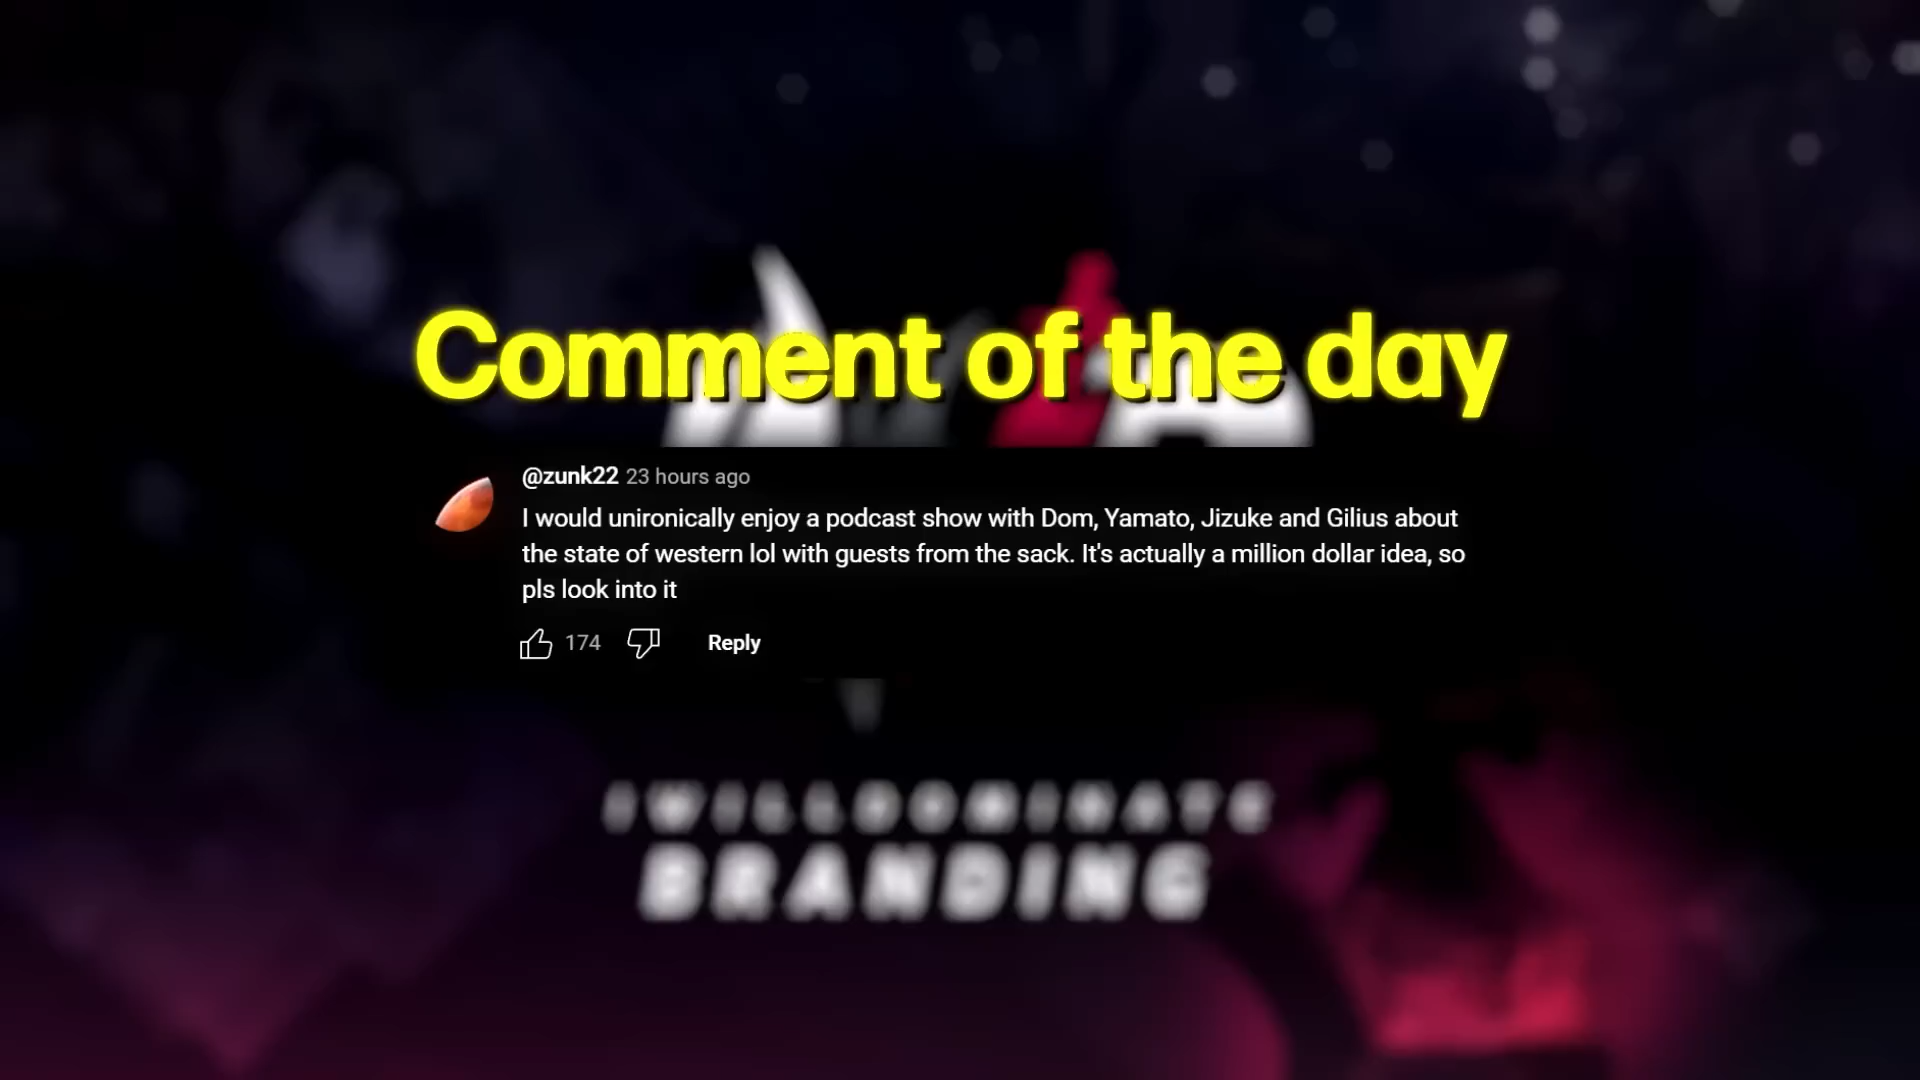 Comment of the day
@zunk22 23 hours ago
I would unironically enjoy a podcast show with Dom, Yamato, Jizuke and Gilius about
the state of western lol with guests from the sack. It's actually a million dollar idea, so
pls look into it
174 Reply
IWILLDOMINATE
BRANDING